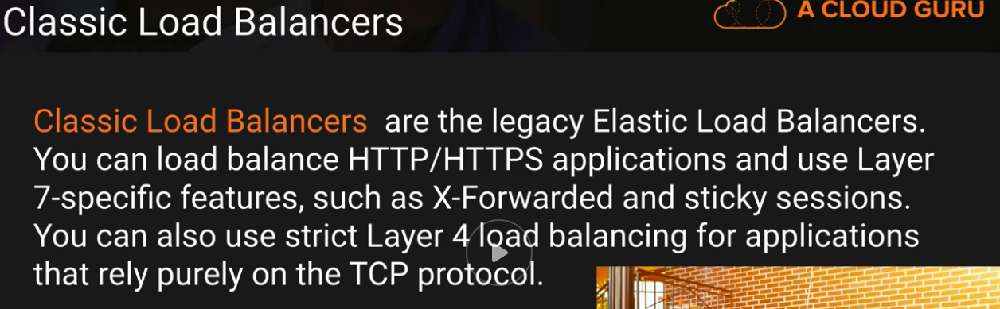 Classic Load Balancers
A CLOUD GURU
Classic Load Balancers are the legacy Elastic Load Balancers.
You can load balance HTTP/HTTPS applications and use Layer
7-specific features, such as X-Forwarded and sticky sessions.
You can also use strict Layer 4 load balancing for applications
that rely purely on the TCP protocol.